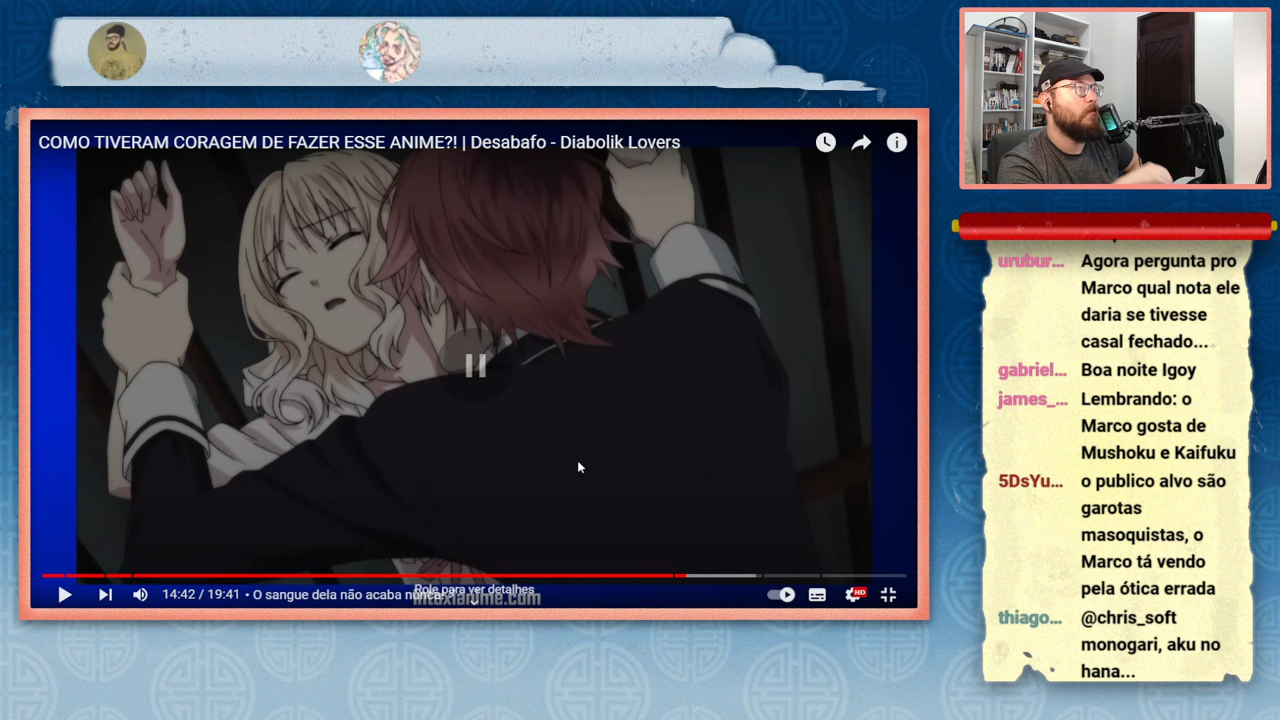 COMO TIVERAM CORAGEM DE FAZER ESSE ANIME?! | Desabafo - Diabolik Lovers
urubur... Agora pergunta pro
Marco qual nota ele
daria se tivesse
casal fechado...
gabriel... Boa noite Igoy
james_... Lembrando: o
Marco gosta de
Mushoku e Kaifuku
5DsYu... o publico alvo são
garotas
masoquistas, o
Marco tá vendo
pela ótica errada
thiago... @chris_soft
monogari, aku no
hana...
Role para ver detalhes
14:42 / 19:41 • O sangue dela não acaba nunca?
HD